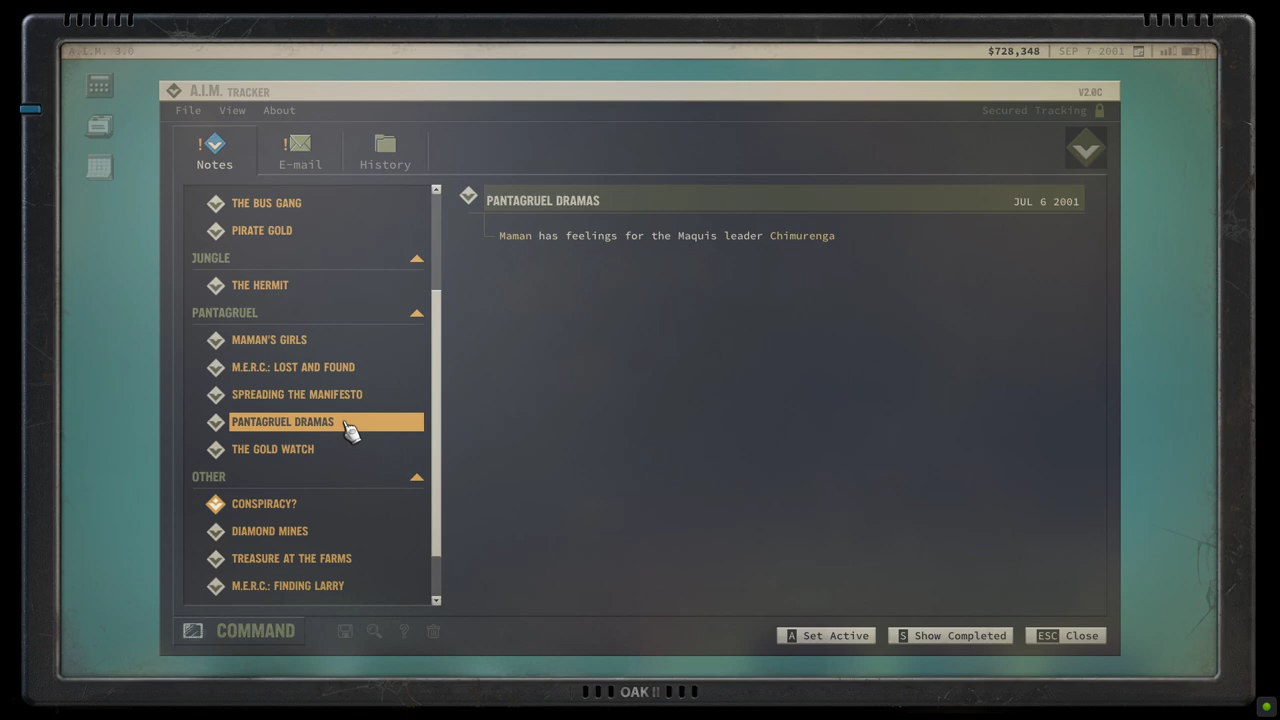 A.I.M. 3.0
$728,348 SEP 7 2001
A.I.M. TRACKER V2.0C
File View About Secured Tracking
! Notes ! E-mail History
THE BUS GANG
PIRATE GOLD
JUNGLE
THE HERMIT
PANTAGRUEL
MAMAN'S GIRLS
M.E.R.C.: LOST AND FOUND
SPREADING THE MANIFESTO
PANTAGRUEL DRAMAS
THE GOLD WATCH
OTHER
CONSPIRACY?
DIAMOND MINES
TREASURE AT THE FARMS
M.E.R.C.: FINDING LARRY
PANTAGRUEL DRAMAS JUL 6 2001
Maman has feelings for the Maquis leader Chimurenga
COMMAND ?
A Set Active S Show Completed ESC Close
OAK II